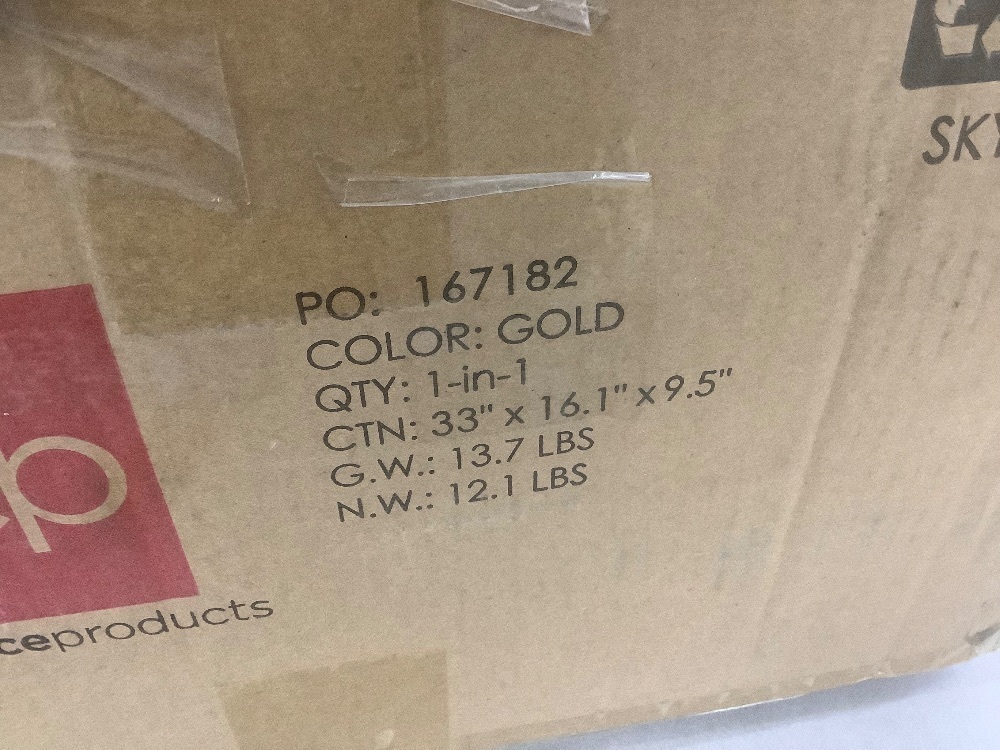 SKY
PO: 167182
COLOR: GOLD
QTY: 1-in-1
CTN: 33" x 16.1" x 9.5"
G.W.: 13.7 LBS
N.W.: 12.1 LBS
p
ceproducts